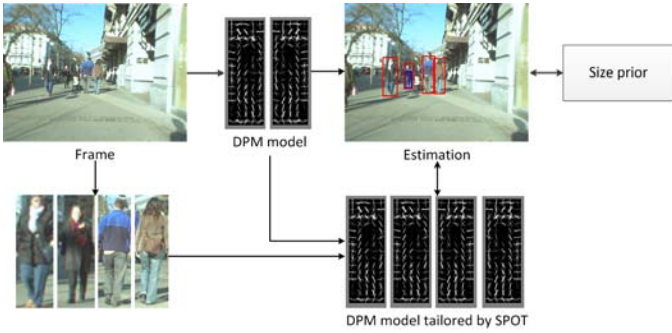 Size prior
DPM model
Frame
Estimation
DPM model tailored by SPOT